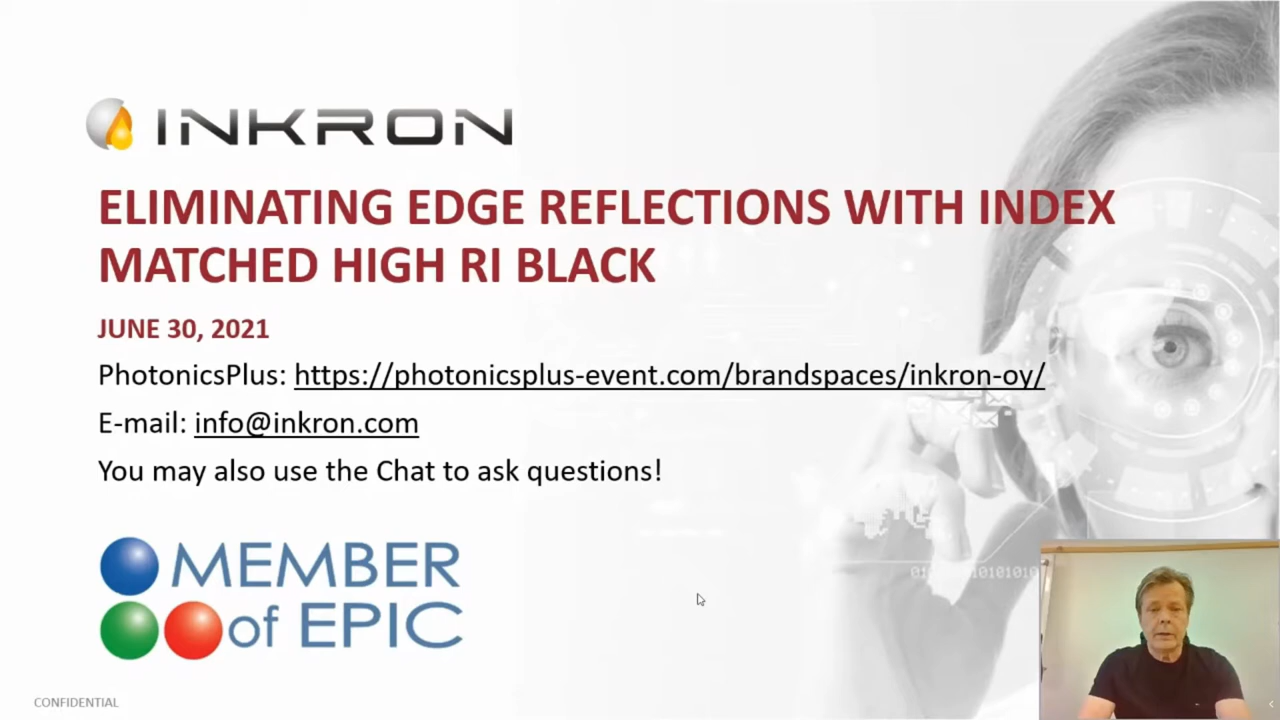 INKRON
ELIMINATING EDGE REFLECTIONS WITH INDEX
MATCHED HIGH RI BLACK
JUNE 30, 2021
PhotonicsPlus: https://photonicsplus-event.com/brandspaces/inkron-oy/
E-mail: info@inkron.com
You may also use the Chat to ask questions!
MEMBER
of EPIC
CONFIDENTIAL